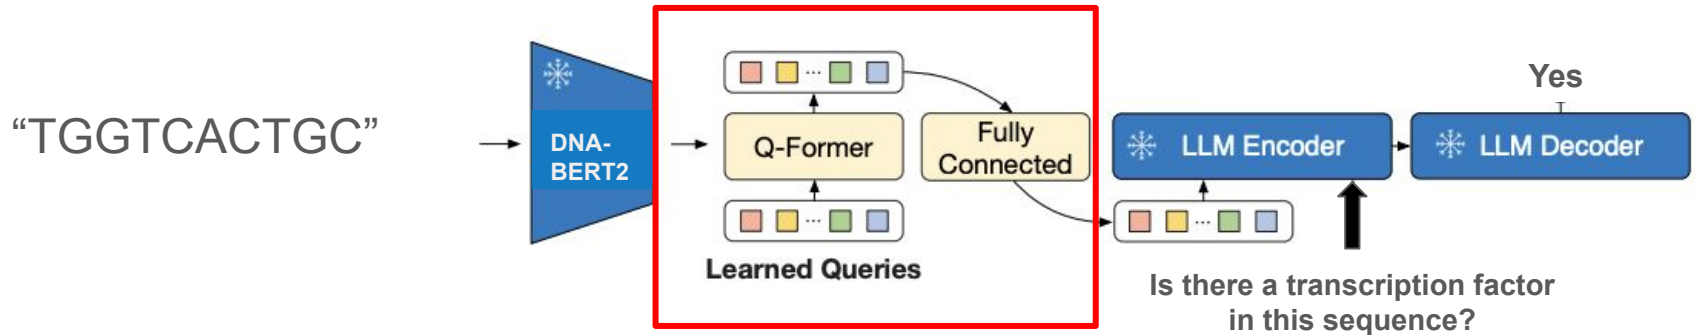 “TGGTCACTGC”
DNA-
BERT2
Q-Former
Learned Queries
Fully
Connected
LLM Encoder
LLM Decoder
Yes
Is there a transcription factor
in this sequence?